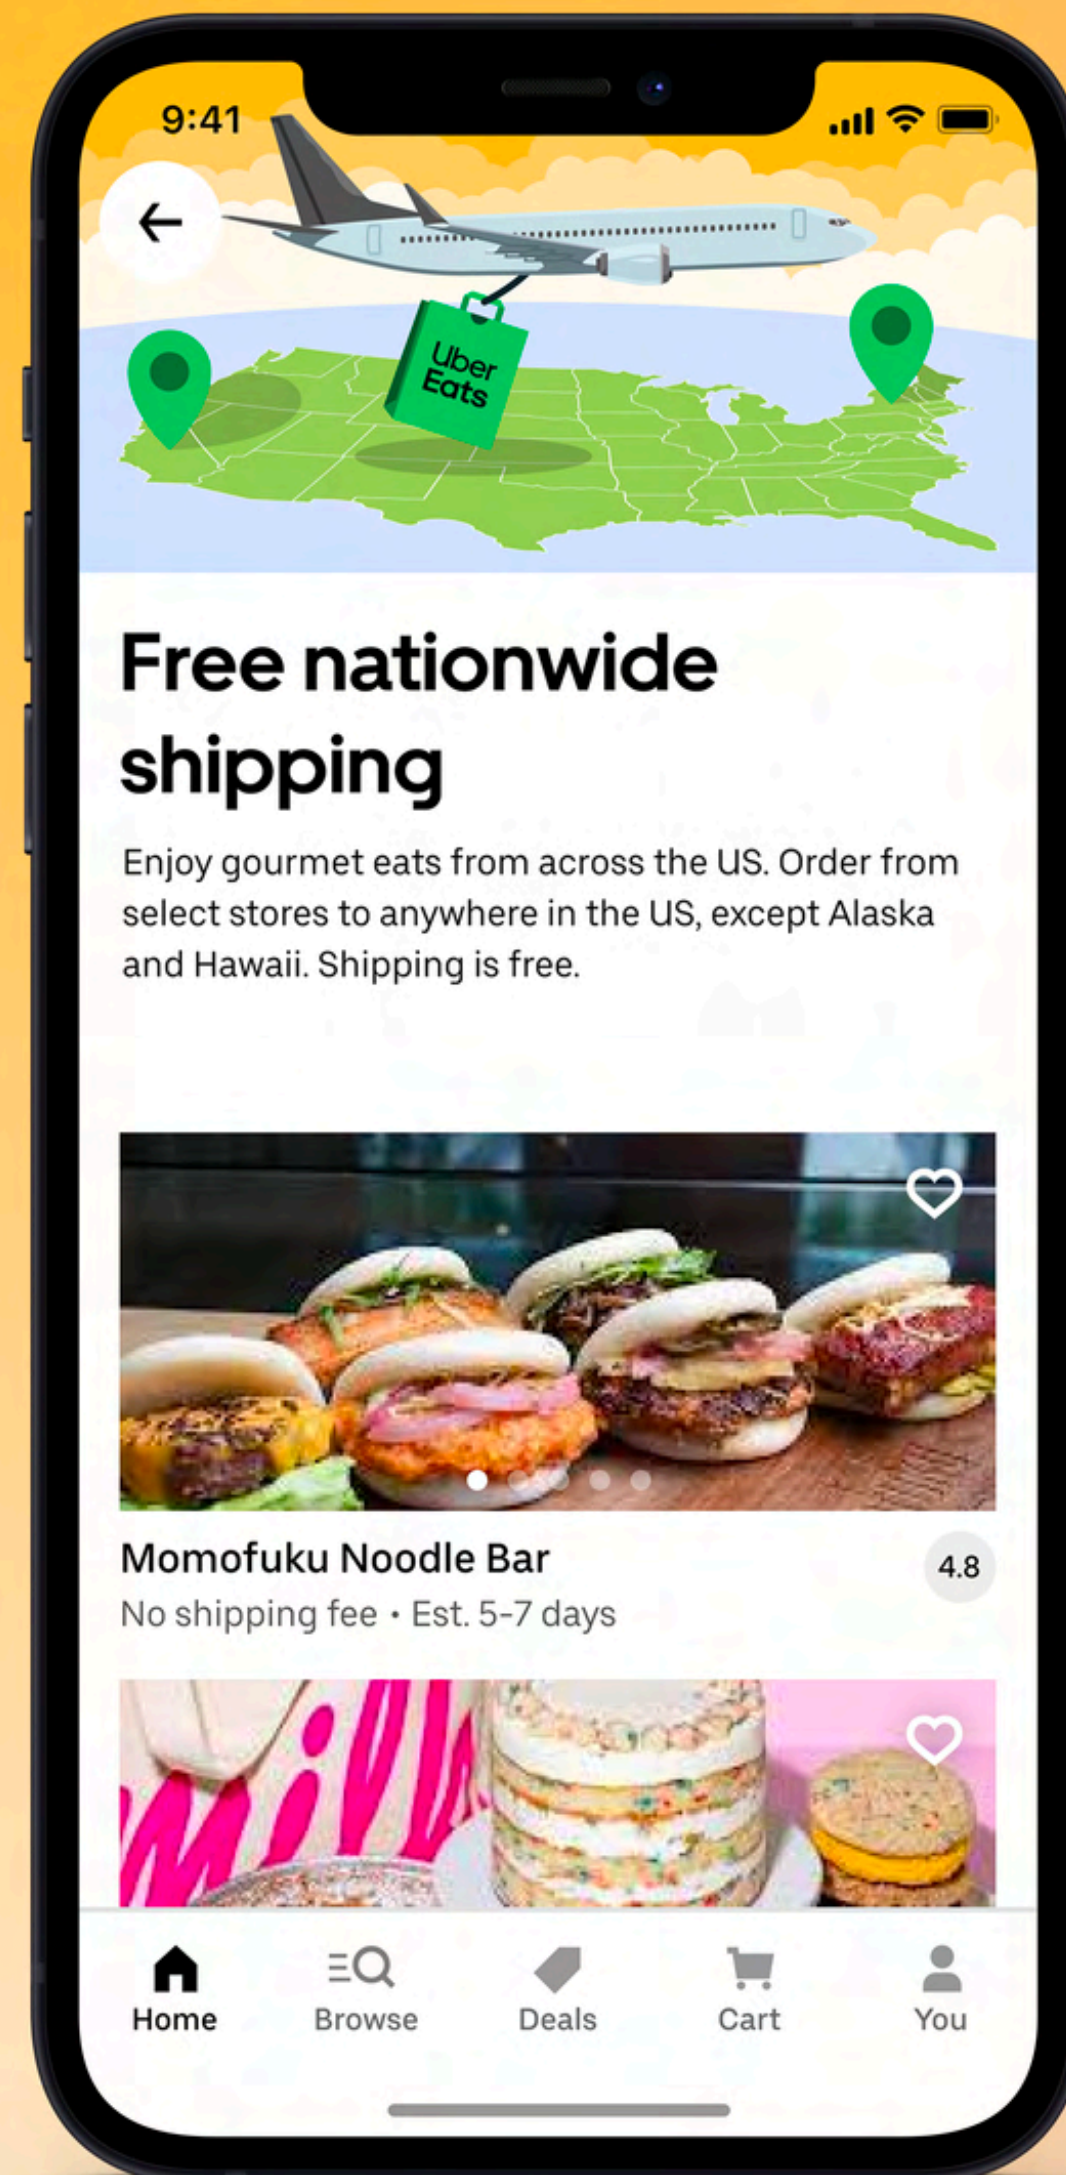 9:41
Uber
Eats
Free nationwide
shipping
Enjoy gourmet eats from across the US. Order from
select stores to anywhere in the US, except Alaska
and Hawaii. Shipping is free.
Momofuku Noodle Bar
4.8
No shipping fee • Est. 5-7 days
milk
Home
Browse
Deals
Cart
You